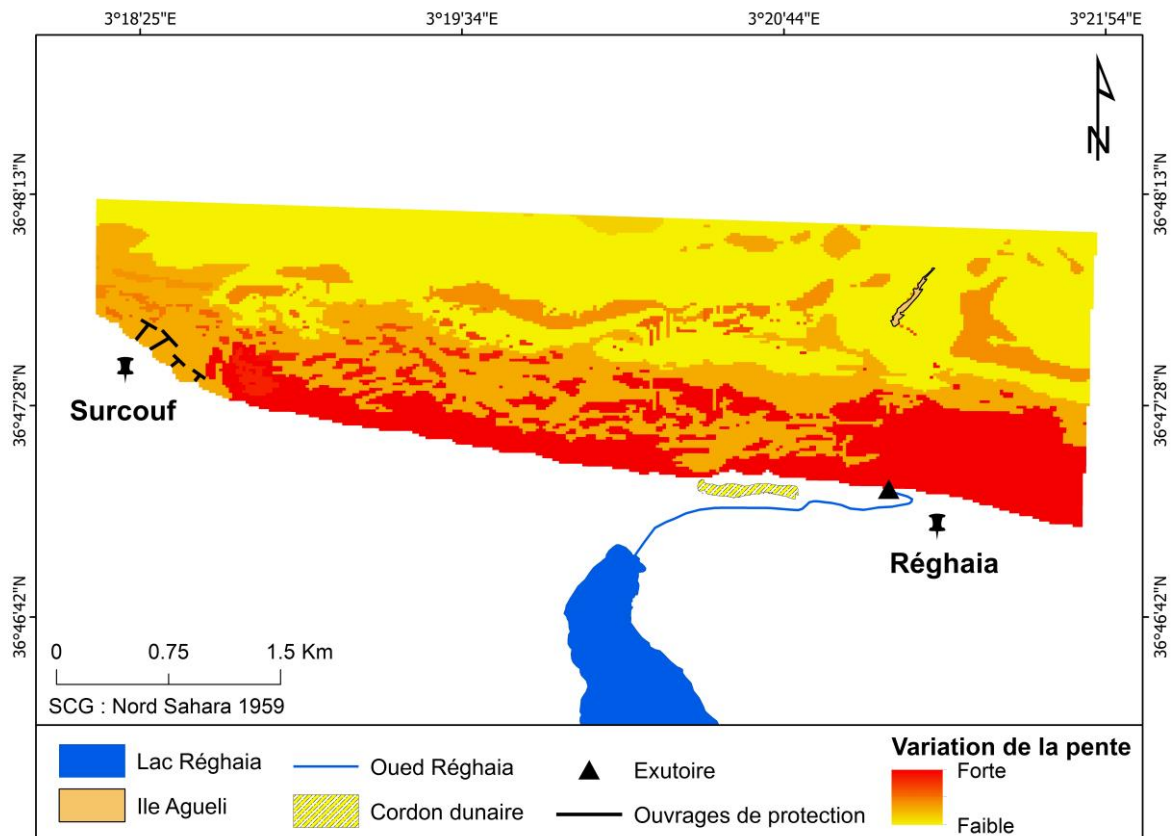 3°18'25"E 3°19'34"E 3°20'44"E 3°21'54"E
N
36°48'13"N 36°48'13"N
36°47'28"N 36°47'28"N
Surcouf
Réghaia
36°46'42"N 36°46'42"N
0 0.75 1.5 Km
SCG : Nord Sahara 1959
Lac Réghaia Oued Réghaia Exutoire
Ile Agueli Cordon dunaire Ouvrages de protection
Variation de la pente
Forte
Faible